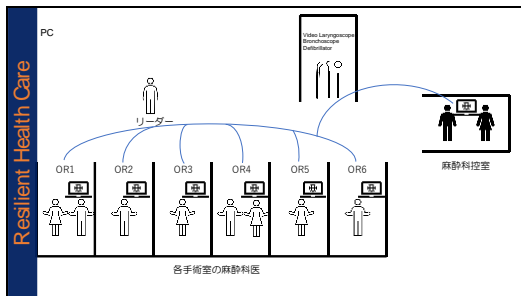 Resilient Health Care
PC
Video Laryngoscope
Bronchoscope
Defibrillator
リーダー
麻酔科控室
OR1
OR2
OR3
OR4
OR5
OR6
各手術室の麻酔科医